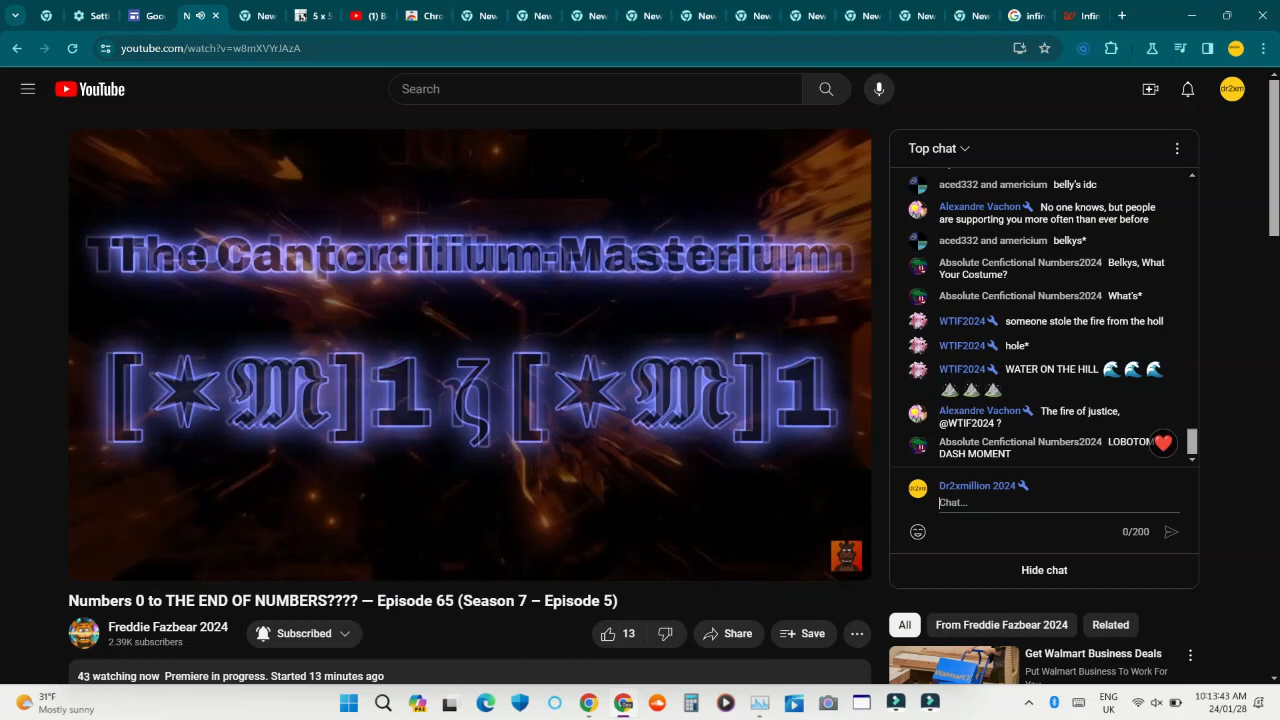 Setti
Goo
N
New
5 x 5
(1) B
Chro
New
New
New
New
New
New
New
New
New
New
infin
Infin
youtube.com/watch?v=w8mXVYrJAzA
YouTube
Search
dr2xm
The Cantordilium-Masterium
Top chat
aced332 and americium belly's idc
Alexandre Vachon No one knows, but people
are supporting you more often than ever before
aced332 and americium belkys*
Absolute Cenfictional Numbers2024 Belkys, What
Your Costume?
Absolute Cenfictional Numbers2024 What's*
WTIF2024 someone stole the fire from the holl
WTIF2024 hole*
WTIF2024 WATER ON THE HILL 🌊 🌊 🌊
⛰️ ⛰️ ⛰️
Alexandre Vachon The fire of justice,
@WTIF2024 ?
Absolute Cenfictional Numbers2024 LOBOTOM
DASH MOMENT
dr2xm
Dr2xmillion 2024
Chat...
0/200
Hide chat
Numbers 0 to THE END OF NUMBERS???? — Episode 65 (Season 7 – Episode 5)
Freddie Fazbear 2024
2.39K subscribers
Subscribed
13
Share
Save
43 watching now Premiere in progress. Started 13 minutes ago
All
From Freddie Fazbear 2024
Related
Get Walmart Business Deals
Put Walmart Business To Work For
You
31°F
Mostly sunny
ENG
UK
10:13:43 AM
24/01/28